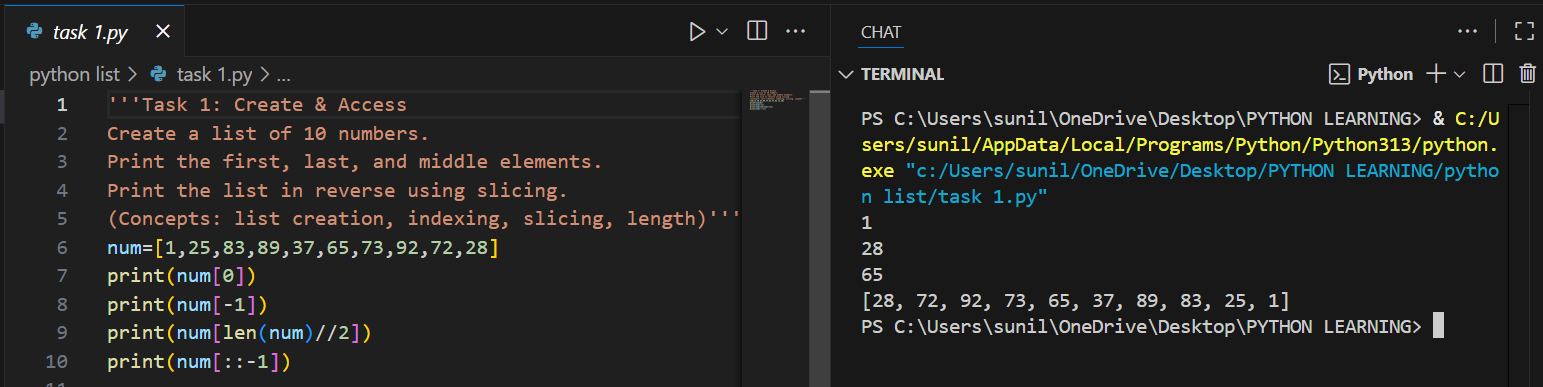 task 1.py
python list > task 1.py > ...
1 '''Task 1: Create & Access
2 Create a list of 10 numbers.
3 Print the first, last, and middle elements.
4 Print the list in reverse using slicing.
5 (Concepts: list creation, indexing, slicing, length)'''
6 num=[1,25,83,89,37,65,73,92,72,28]
7 print(num[0])
8 print(num[-1])
9 print(num[len(num)//2])
10 print(num[::-1])
CHAT
TERMINAL
Python
PS C:\Users\sunil\OneDrive\Desktop\PYTHON LEARNING> & C:/U
sers/sunil/AppData/Local/Programs/Python/Python313/python.
exe "c:/Users/sunil/OneDrive/Desktop/PYTHON LEARNING/pytho
n list/task 1.py"
1
28
65
[28, 72, 92, 73, 65, 37, 89, 83, 25, 1]
PS C:\Users\sunil\OneDrive\Desktop\PYTHON LEARNING>